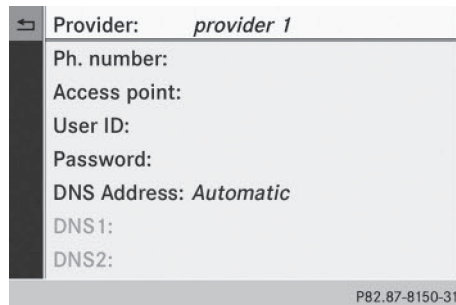 Provider: provider 1
Ph. number:
Access point:
User ID:
Password:
DNS Address: Automatic
DNS1:
DNS2:
P82.87-8150-31